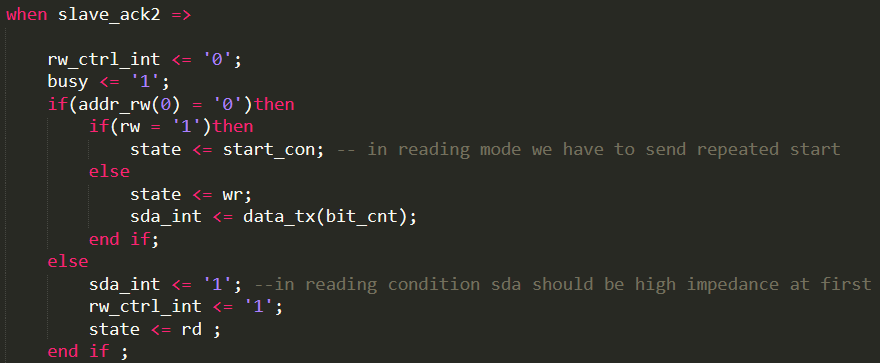 when slave_ack2 =>
rw_ctrl_int <= '0';
busy <= '1';
if(addr_rw(0) = '0')then
if(rw = '1')then
state <= start_con; -- in reading mode we have to send repeated start
else
state <= wr;
sda_int <= data_tx(bit_cnt);
end if;
else
sda_int <= '1'; --in reading condition sda should be high impedance at first
rw_ctrl_int <= '1';
state <= rd ;
end if ;